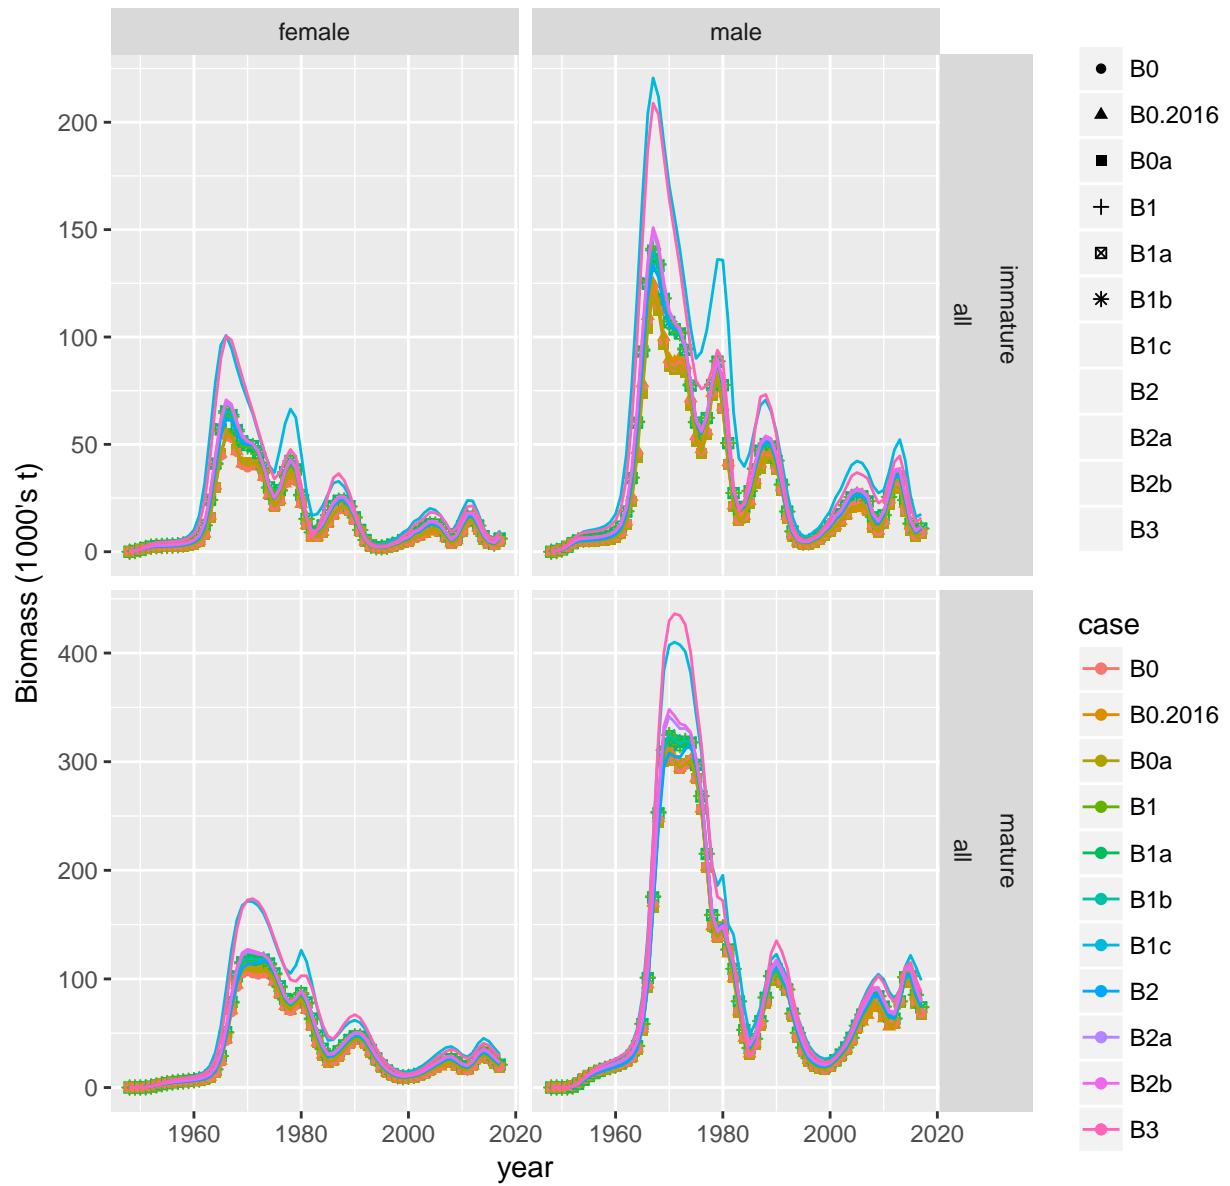 female
male
200
150
100
50
0
immature
all
400
300
200
100
0
mature
all
1960
1980
2000
2020
1960
1980
2000
2020
year
Biomass (1000's t)
B0
B0.2016
B0a
B1
B1a
B1b
B1c
B2
B2a
B2b
B3
case
B0
B0.2016
B0a
B1
B1a
B1b
B1c
B2
B2a
B2b
B3